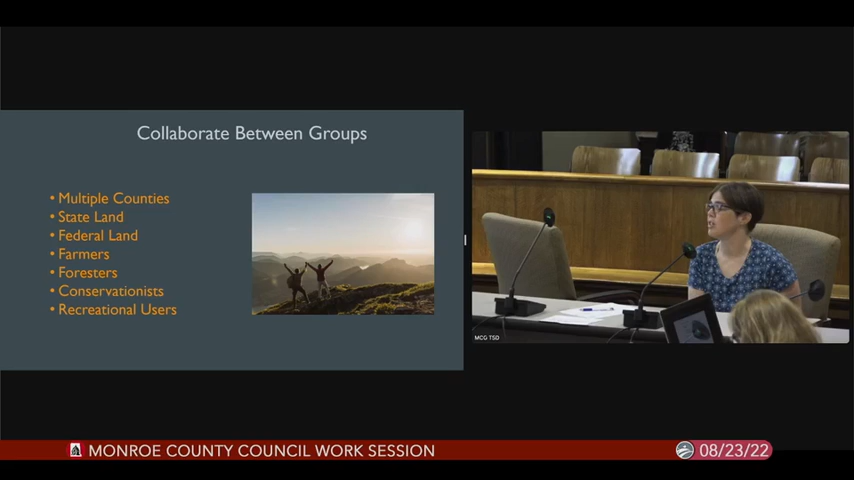 Collaborate Between Groups
• Multiple Counties
• State Land
• Federal Land
• Farmers
• Foresters
• Conservationists
• Recreational Users
MCG TSD
MONROE COUNTY COUNCIL WORK SESSION
08/23/22